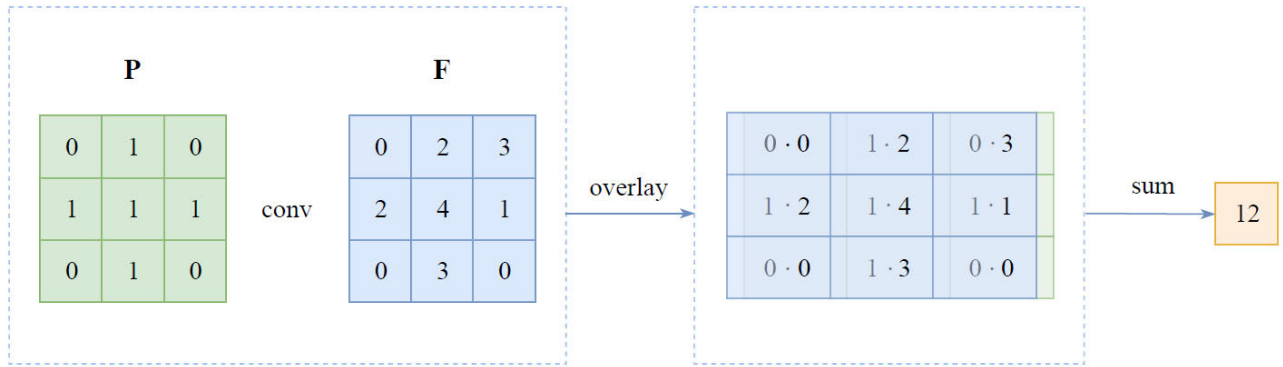 P F
0 1 0 0 2 3 0 · 0 1 · 2 0 · 3
overlay sum
1 1 1 conv 2 4 1 1 · 2 1 · 4 1 · 1 12
0 1 0 0 3 0 0 · 0 1 · 3 0 · 0